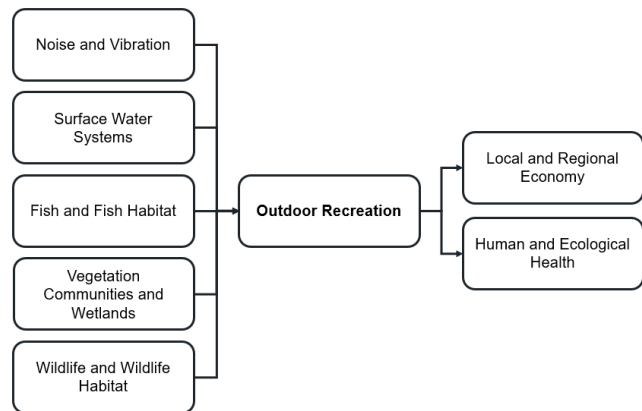 Noise and Vibration
Surface Water
Systems
Fish and Fish Habitat
Vegetation
Communities and
Wetlands
Wildlife and Wildlife
Habitat
Outdoor Recreation
Local and Regional
Economy
Human and Ecological
Health